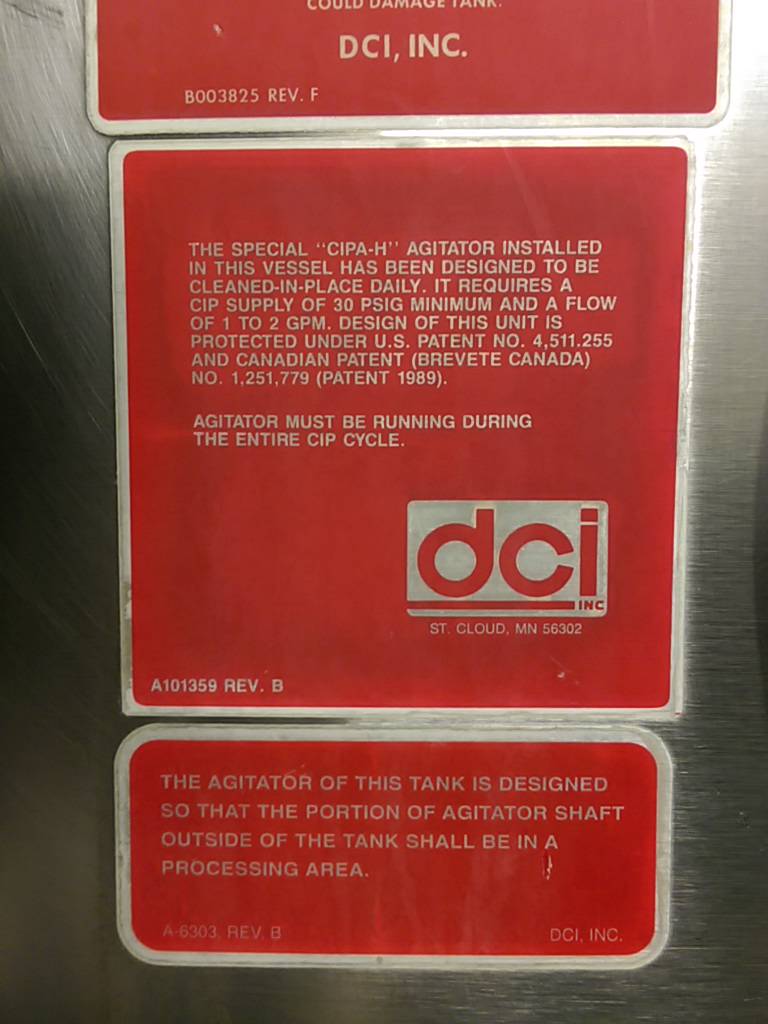 COULD DAMAGE TANK.
DCI, INC.
B003825 REV. F
THE SPECIAL "CIPA-H" AGITATOR INSTALLED
IN THIS VESSEL HAS BEEN DESIGNED TO BE
CLEANED-IN-PLACE DAILY. IT REQUIRES A
CIP SUPPLY OF 30 PSIG MINIMUM AND A FLOW
OF 1 TO 2 GPM. DESIGN OF THIS UNIT IS
PROTECTED UNDER U.S. PATENT NO. 4,511.255
AND CANADIAN PATENT (BREVETE CANADA)
NO. 1,251,779 (PATENT 1989).
AGITATOR MUST BE RUNNING DURING
THE ENTIRE CIP CYCLE.
dci
INC
ST. CLOUD, MN 56302
A101359 REV. B
THE AGITATOR OF THIS TANK IS DESIGNED
SO THAT THE PORTION OF AGITATOR SHAFT
OUTSIDE OF THE TANK SHALL BE IN A
PROCESSING AREA.
A-6303 REV. B
DCI, INC.